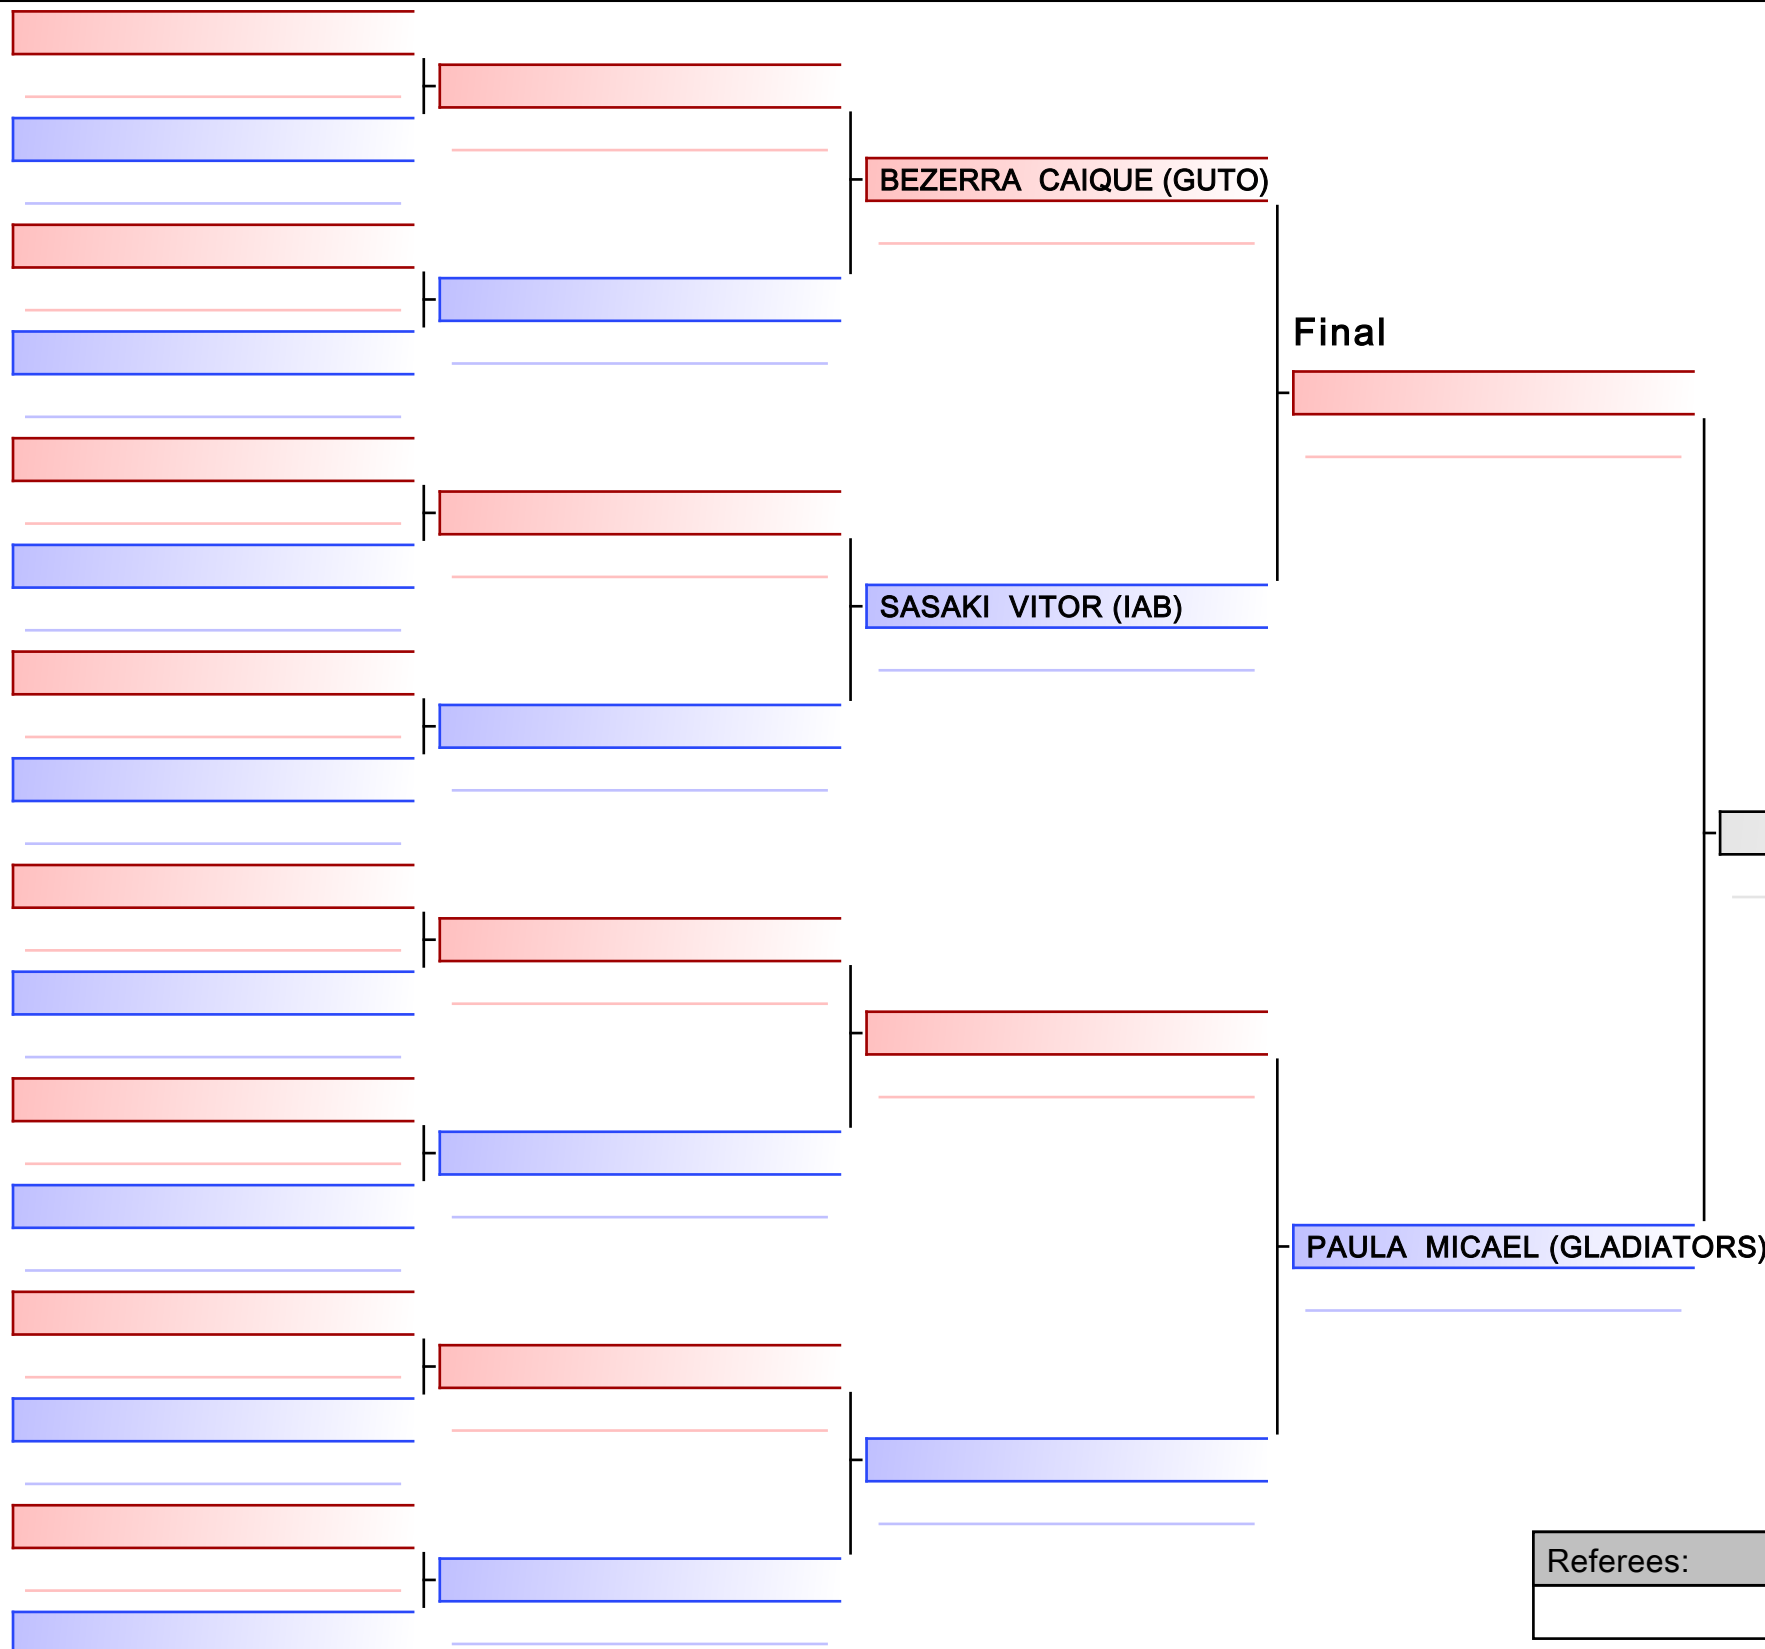 BEZERRA  CAIQUE (GUTO)
Final
SASAKI  VITOR (IAB)
PAULA  MICAEL (GLADIATORS)
Referees: